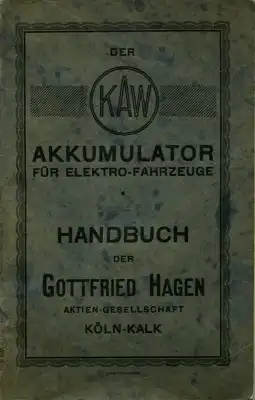 DER
KAW
AKKUMULATOR
FÜR ELEKTRO-FAHRZEUGE
HANDBUCH
DER
GOTTFRIED HAGEN
AKTIEN-GESELLSCHAFT
KÖLN-KALK